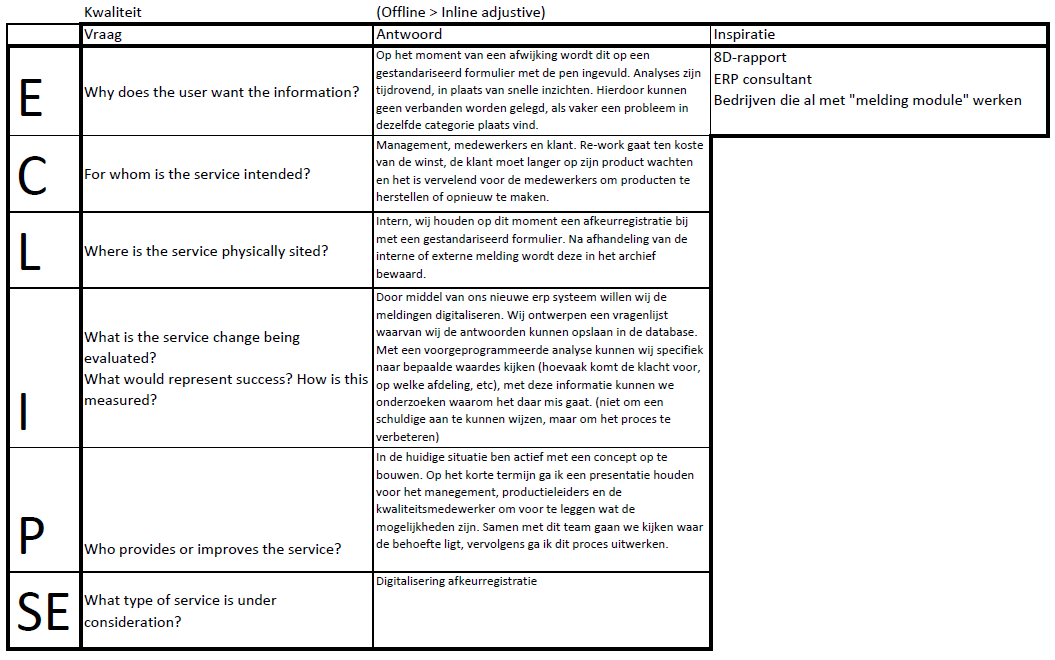 Kwaliteit (Offline > Inline adjustive)
Vraag Antwoord Inspiratie
E
Why does the user want the information?
Op het moment van een afwijking wordt dit op een
gestandariseerd formulier met de pen ingevuld. Analyses zijn
tijdrovend, in plaats van snelle inzichten. Hierdoor kunnen
geen verbanden worden gelegd, als vaker een probleem in
dezelfde categorie plaats vind.
8D-rapport
ERP consultant
Bedrijven die al met "melding module" werken
C
For whom is the service intended?
Management, medewerkers en klant. Re-work gaat ten koste
van de winst, de klant moet langer op zijn product wachten
en het is vervelend voor de medewerkers om producten te
herstellen of opnieuw te maken.
L
Where is the service physically sited?
Intern, wij houden op dit moment een afkeurregistratie bij
met een gestandariseerd formulier. Na afhandeling van de
interne of externe melding wordt deze in het archief
bewaard.
I
What is the service change being
evaluated?
What would represent success? How is this
measured?
Door middel van ons nieuwe erp systeem willen wij de
meldingen digitaliseren. Wij ontwerpen een vragenlijst
waarvan wij de antwoorden kunnen opslaan in de database.
Met een voorgeprogrammeerde analyse kunnen wij specifiek
naar bepaalde waardes kijken (hoevaak komt de klacht voor,
op welke afdeling, etc), met deze informatie kunnen we
onderzoeken waarom het daar mis gaat. (niet om een
schuldige aan te kunnen wijzen, maar om het proces te
verbeteren)
P
Who provides or improves the service?
In de huidige situatie ben actief met een concept op te
bouwen. Op het korte termijn ga ik een presentatie houden
voor het manegement, productieleiders en de
kwaliteitsmedewerker om voor te leggen wat de
mogelijkheden zijn. Samen met dit team gaan we kijken waar
de behoefte ligt, vervolgens ga ik dit proces uitwerken.
SE
What type of service is under
consideration?
Digitalisering afkeurregistratie